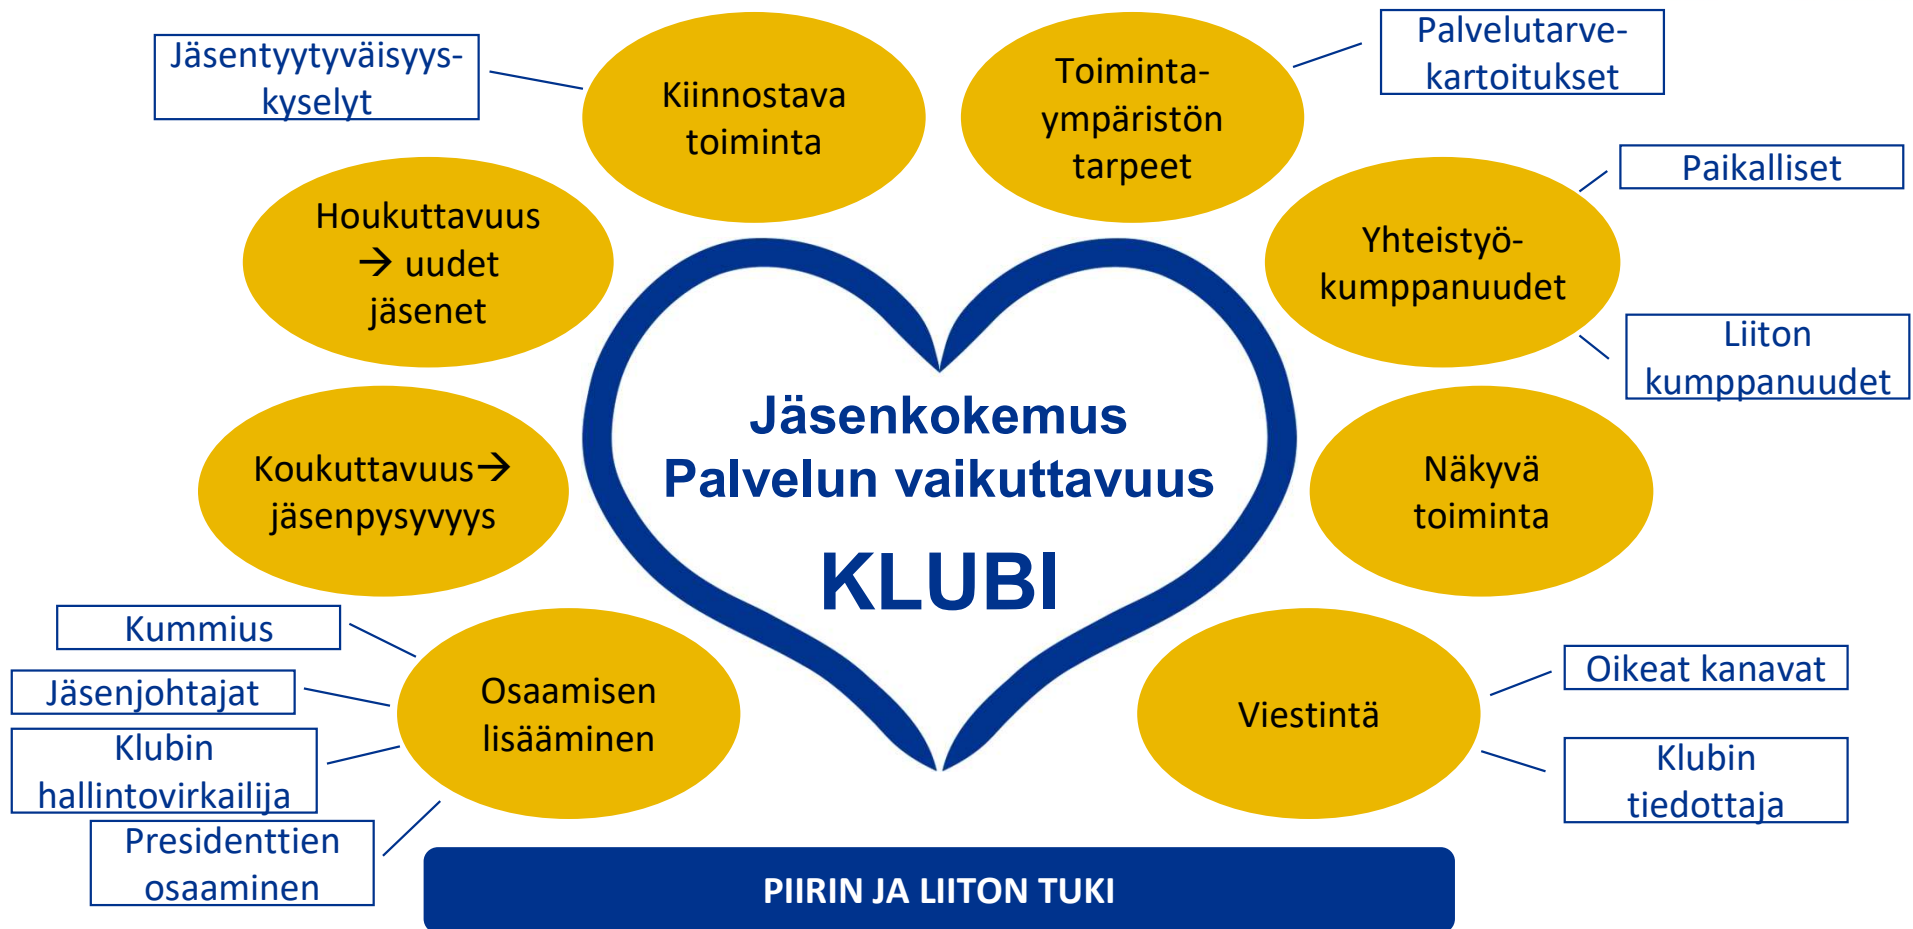 Jäsentyytyväisyys-
kyselyt
Kiinnostava
toiminta
Toiminta-
ympäristön
tarpeet
Palvelutarve-
kartoitukset
Houkuttavuus
→ uudet
jäsenet
Yhteistyö-
kumppanuudet
Paikalliset
Liiton
kumppanuudet
Koukuttavuus→
jäsenpysyvyys
Jäsenkokemus
Palvelun vaikuttavuus
KLUBI
Näkyvä
toiminta
Kummius
Jäsenjohtajat
Klubin
hallintovirkailija
Presidenttien
osaaminen
Osaamisen
lisääminen
Viestintä
Oikeat kanavat
Klubin
tiedottaja
PIIRIN JA LIITON TUKI